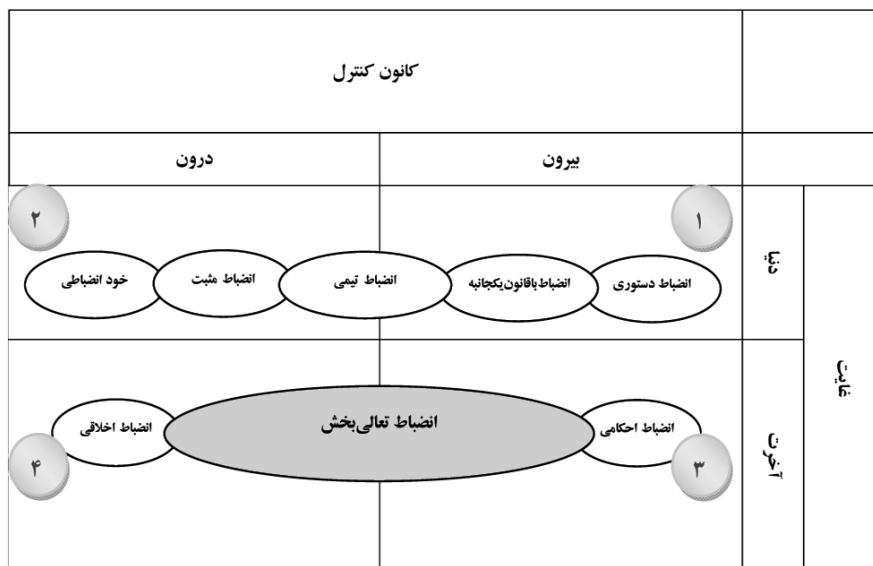 کانون کنترل
بیرون
درون
غایت
دنیا
۱
۲
انضباط دستوری
انضباط‌باقانون‌یکجانبه
انضباط تیمی
انضباط مثبت
خود انضباطی
آخرت
انضباط احکامی
انضباط تعالی‌بخش
انضباط اخلاقی
۳
۴